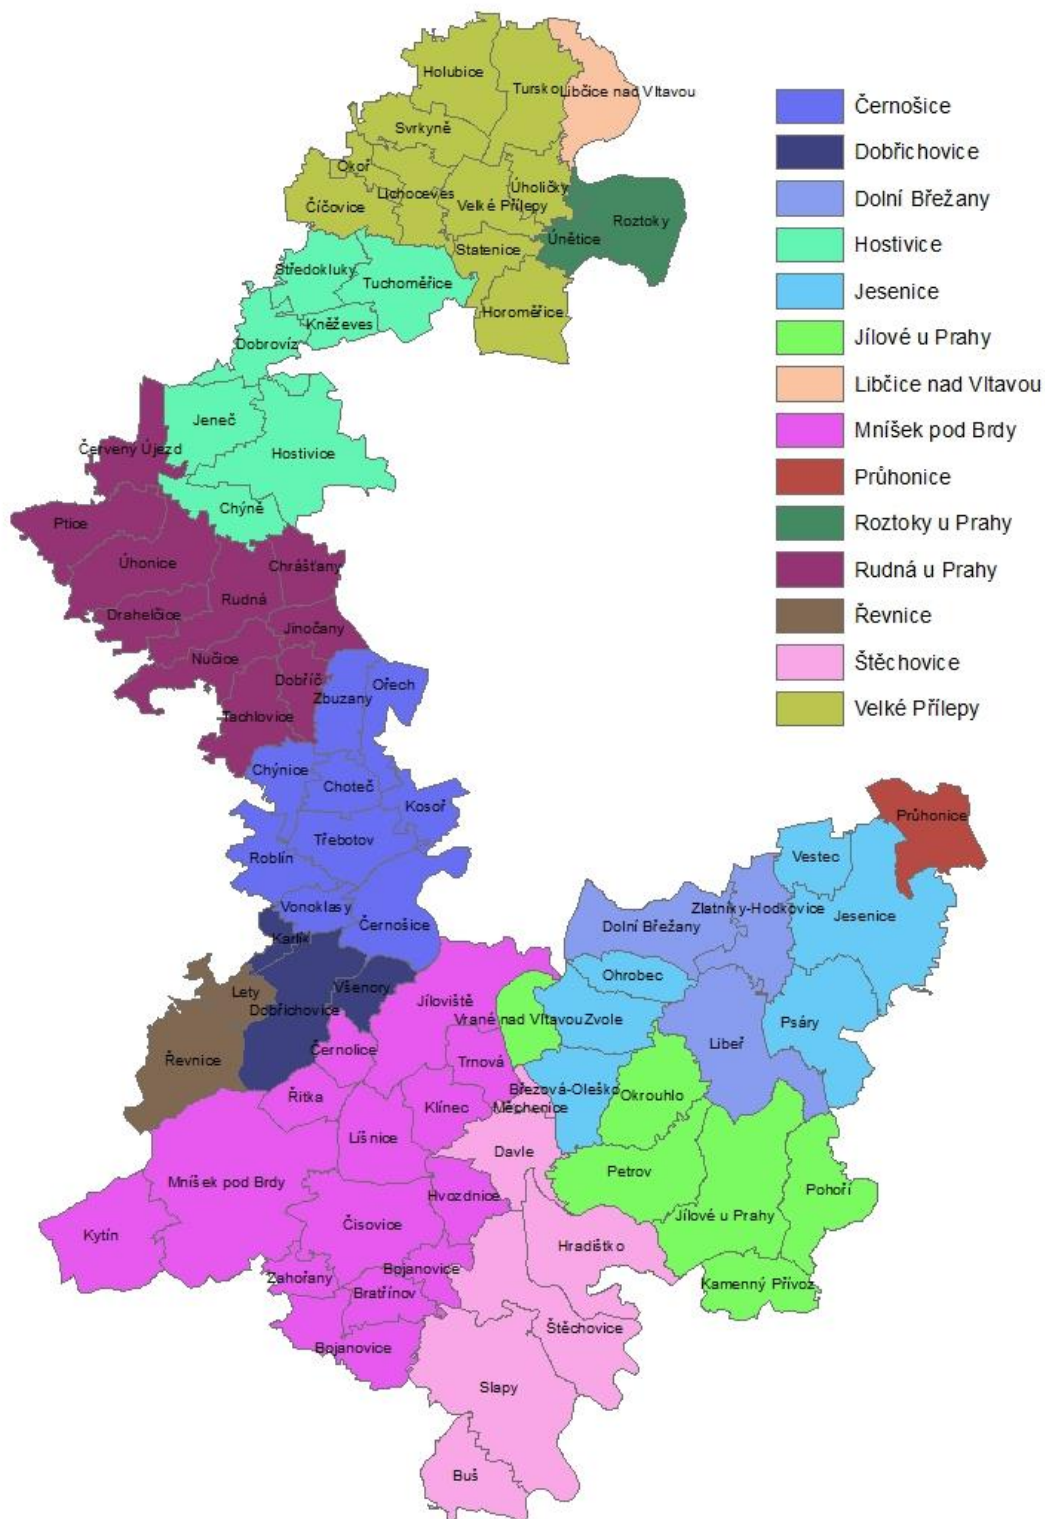 Holubice
Tursko
Libčice nad Vltavou
Svrkyně
Okoř
Lichoceves
Úholičky
Číčovice
Velké Přílepy
Roztoky
Únětice
Statenice
Středokluky
Tuchoměřice
Horoměřice
Kněževes
Dobrovíz
Jeneč
Červený Újezd
Hostivice
Chýně
Ptice
Úhonice
Chrášťany
Rudná
Drahelčice
Jinočany
Nučice
Dobříč
Ořech
Zbuzany
Tachlovice
Chýnice
Choteč
Kosoř
Třebotov
Roblín
Vonoklasy
Černošice
Karlík
Všenory
Lety
Dobřichovice
Řevnice
Jíloviště
Černolice
Průhonice
Vestec
Zlatníky-Hodkovice
Jesenice
Dolní Břežany
Ohrobec
Vrané nad Vltavou
Zvole
Psáry
Libeř
Trnová
Březová-Oleško
Okrouhlo
Měchenice
Řitka
Klínec
Líšnice
Davle
Petrov
Mníšek pod Brdy
Hvozdnice
Pohoří
Jílové u Prahy
Čisovice
Kytín
Hradištko
Bojanovice
Zahořany
Bratřínov
Kamenný Přívoz
Štěchovice
Bojanovice
Slapy
Buš
Černošice
Dobřichovice
Dolní Břežany
Hostivice
Jesenice
Jílové u Prahy
Libčice nad Vltavou
Mníšek pod Brdy
Průhonice
Roztoky u Prahy
Rudná u Prahy
Řevnice
Štěchovice
Velké Přílepy